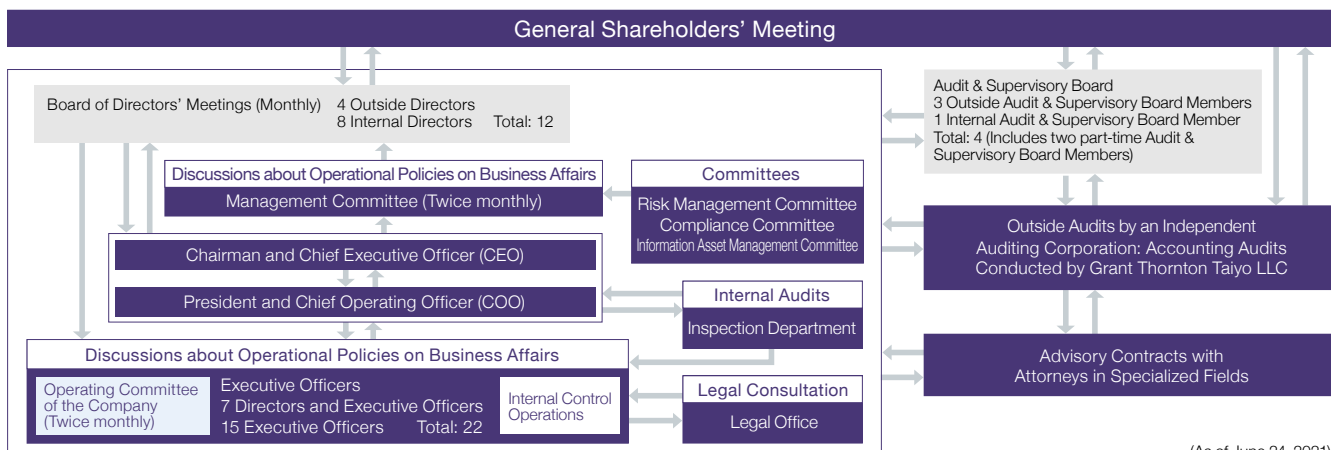 General Shareholders' Meeting
Board of Directors' Meetings (Monthly) 4 Outside Directors
8 Internal Directors Total: 12
Audit & Supervisory Board
3 Outside Audit & Supervisory Board Members
1 Internal Audit & Supervisory Board Member
Total: 4 (Includes two part-time Audit &
Supervisory Board Members)
Discussions about Operational Policies on Business Affairs
Management Committee (Twice monthly)
Committees
Risk Management Committee
Compliance Committee
Information Asset Management Committee
Chairman and Chief Executive Officer (CEO)
President and Chief Operating Officer (COO)
Outside Audits by an Independent
Auditing Corporation: Accounting Audits
Conducted by Grant Thornton Taiyo LLC
Internal Audits
Inspection Department
Discussions about Operational Policies on Business Affairs
Operating Committee
of the Company
(Twice monthly)
Executive Officers
7 Directors and Executive Officers
15 Executive Officers Total: 22
Internal Control
Operations
Legal Consultation
Legal Office
Advisory Contracts with
Attorneys in Specialized Fields
(As of June 24, 2021)